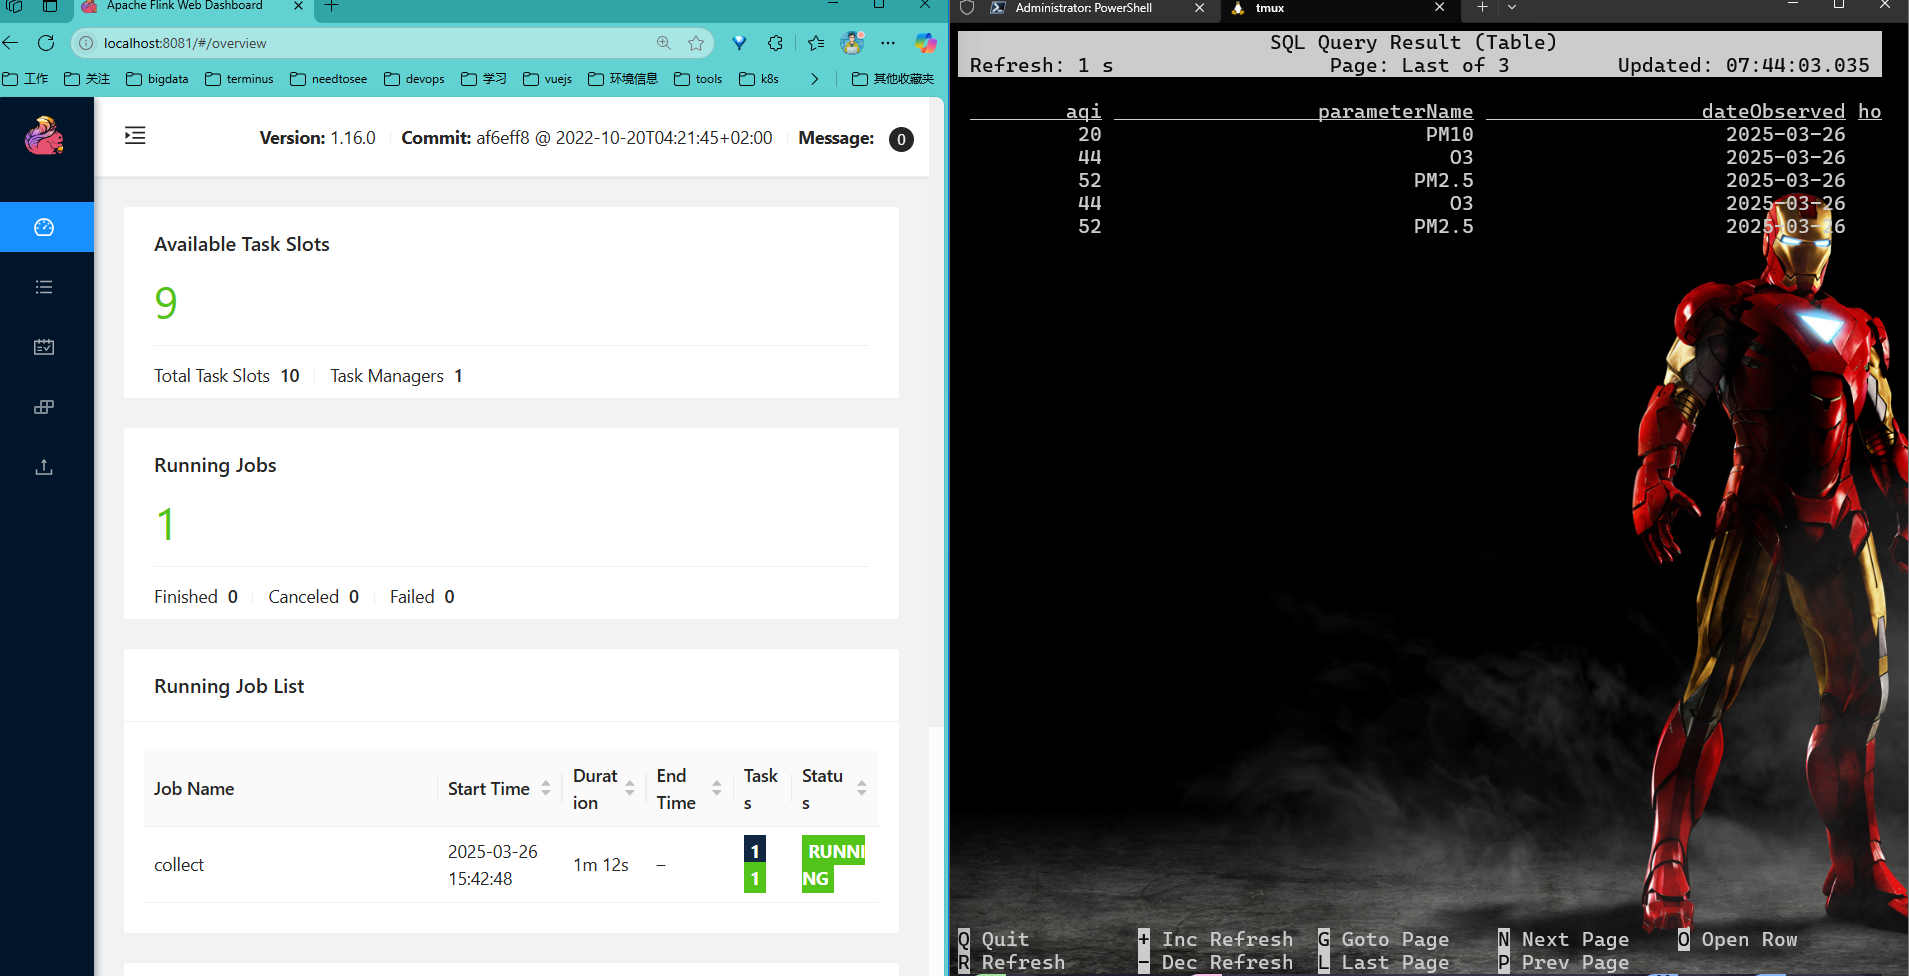 Apache Flink Web Dashboard
localhost:8081/#/overview
工作 关注 bigdata terminus needtosee devops 学习 vuejs 环境信息 tools k8s 其他收藏夹
Version: 1.16.0 Commit: af6eff8 @ 2022-10-20T04:21:45+02:00 Message: 0
Available Task Slots
9
Total Task Slots 10 Task Managers 1
Running Jobs
1
Finished 0 Canceled 0 Failed 0
Running Job List
Job Name Start Time Durat
ion End
Time Task
s Statu
s
collect 2025-03-26
15:42:48 1m 12s – 1
1 RUNNI
NG
Administrator: PowerShell tmux
SQL Query Result (Table)
Refresh: 1 s Page: Last of 3 Updated: 07:44:03.035
aqi parameterName dateObserved ho
20 PM10 2025-03-26
44 O3 2025-03-26
52 PM2.5 2025-03-26
44 O3 2025-03-26
52 PM2.5 2025-03-26
Q Quit + Inc Refresh G Goto Page N Next Page O Open Row
R Refresh - Dec Refresh L Last Page P Prev Page